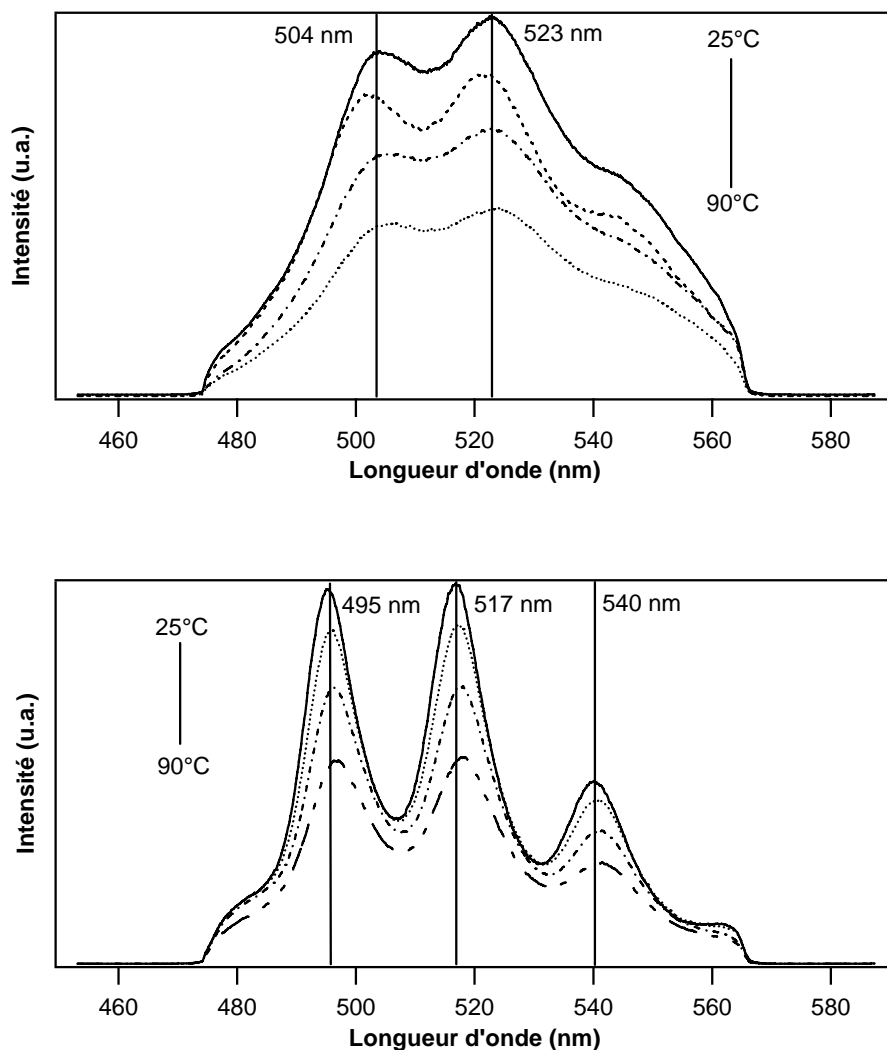 504 nm
523 nm
25°C
90°C
Intensité (u.a.)
460 480 500 520 540 560 580
Longueur d'onde (nm)
495 nm
517 nm
540 nm
25°C
90°C
Intensité (u.a.)
460 480 500 520 540 560 580
Longueur d'onde (nm)